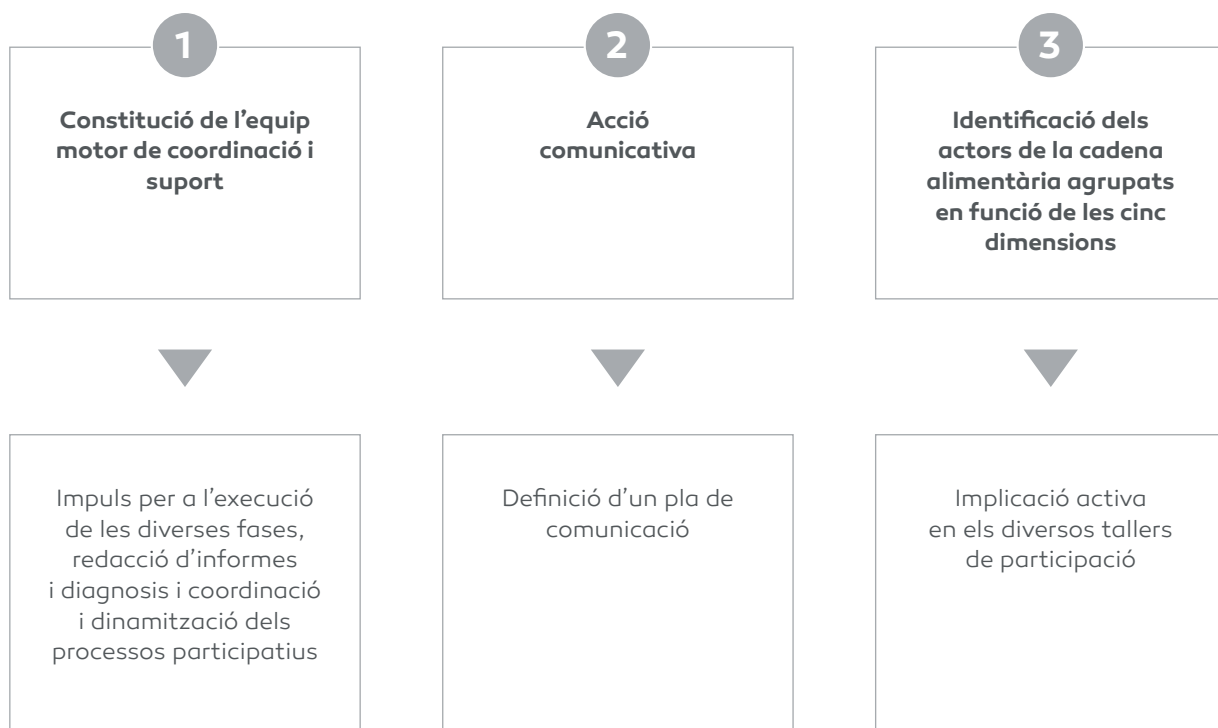 1
Constitució de l’equip
motor de coordinació i
suport
2
Acció
comunicativa
3
Identificació dels
actors de la cadena
alimentària agrupats
en funció de les cinc
dimensions
Impuls per a l’execució
de les diverses fases,
redacció d’informes
i diagnosis i coordinació
i dinamització dels
processos participatius
Definició d’un pla de
comunicació
Implicació activa
en els diversos tallers
de participació